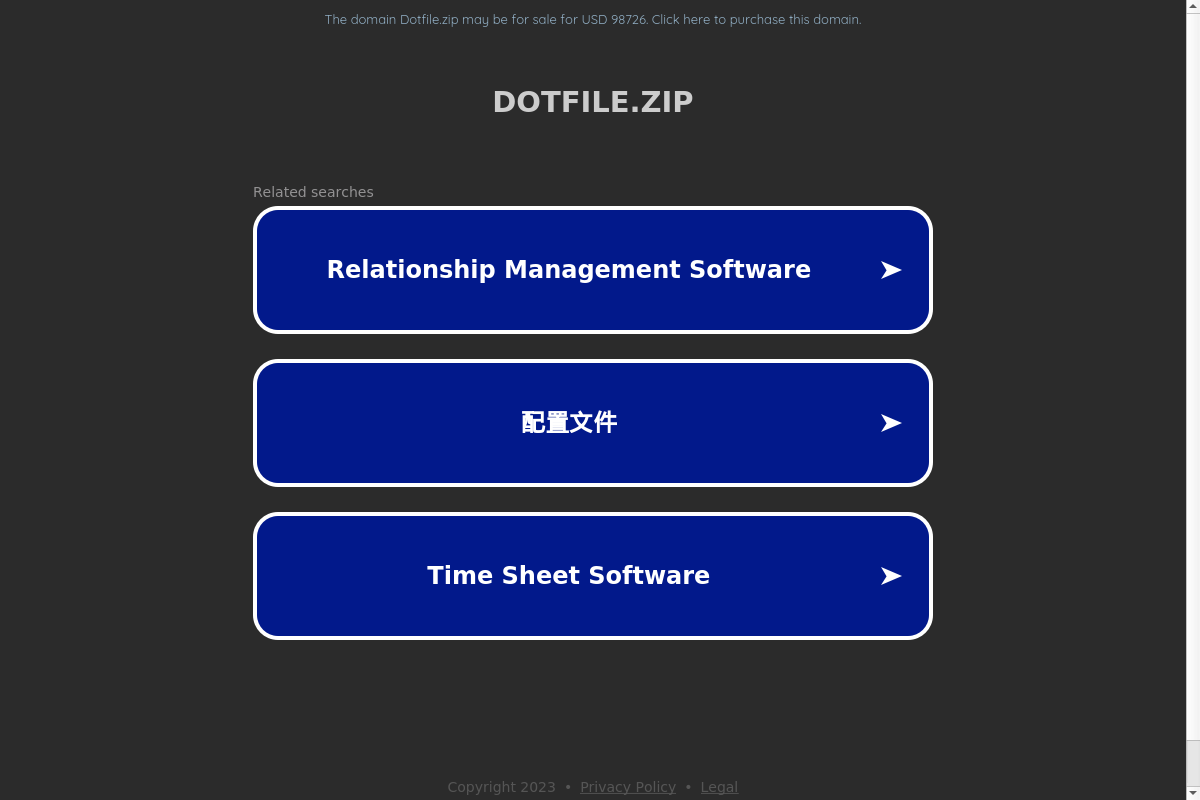 The domain Dotfile.zip may be for sale for USD 98726. Click here to purchase this domain.
DOTFILE.ZIP
Related searches
Relationship Management Software
配置文件
Time Sheet Software
Copyright 2023 • Privacy Policy • Legal